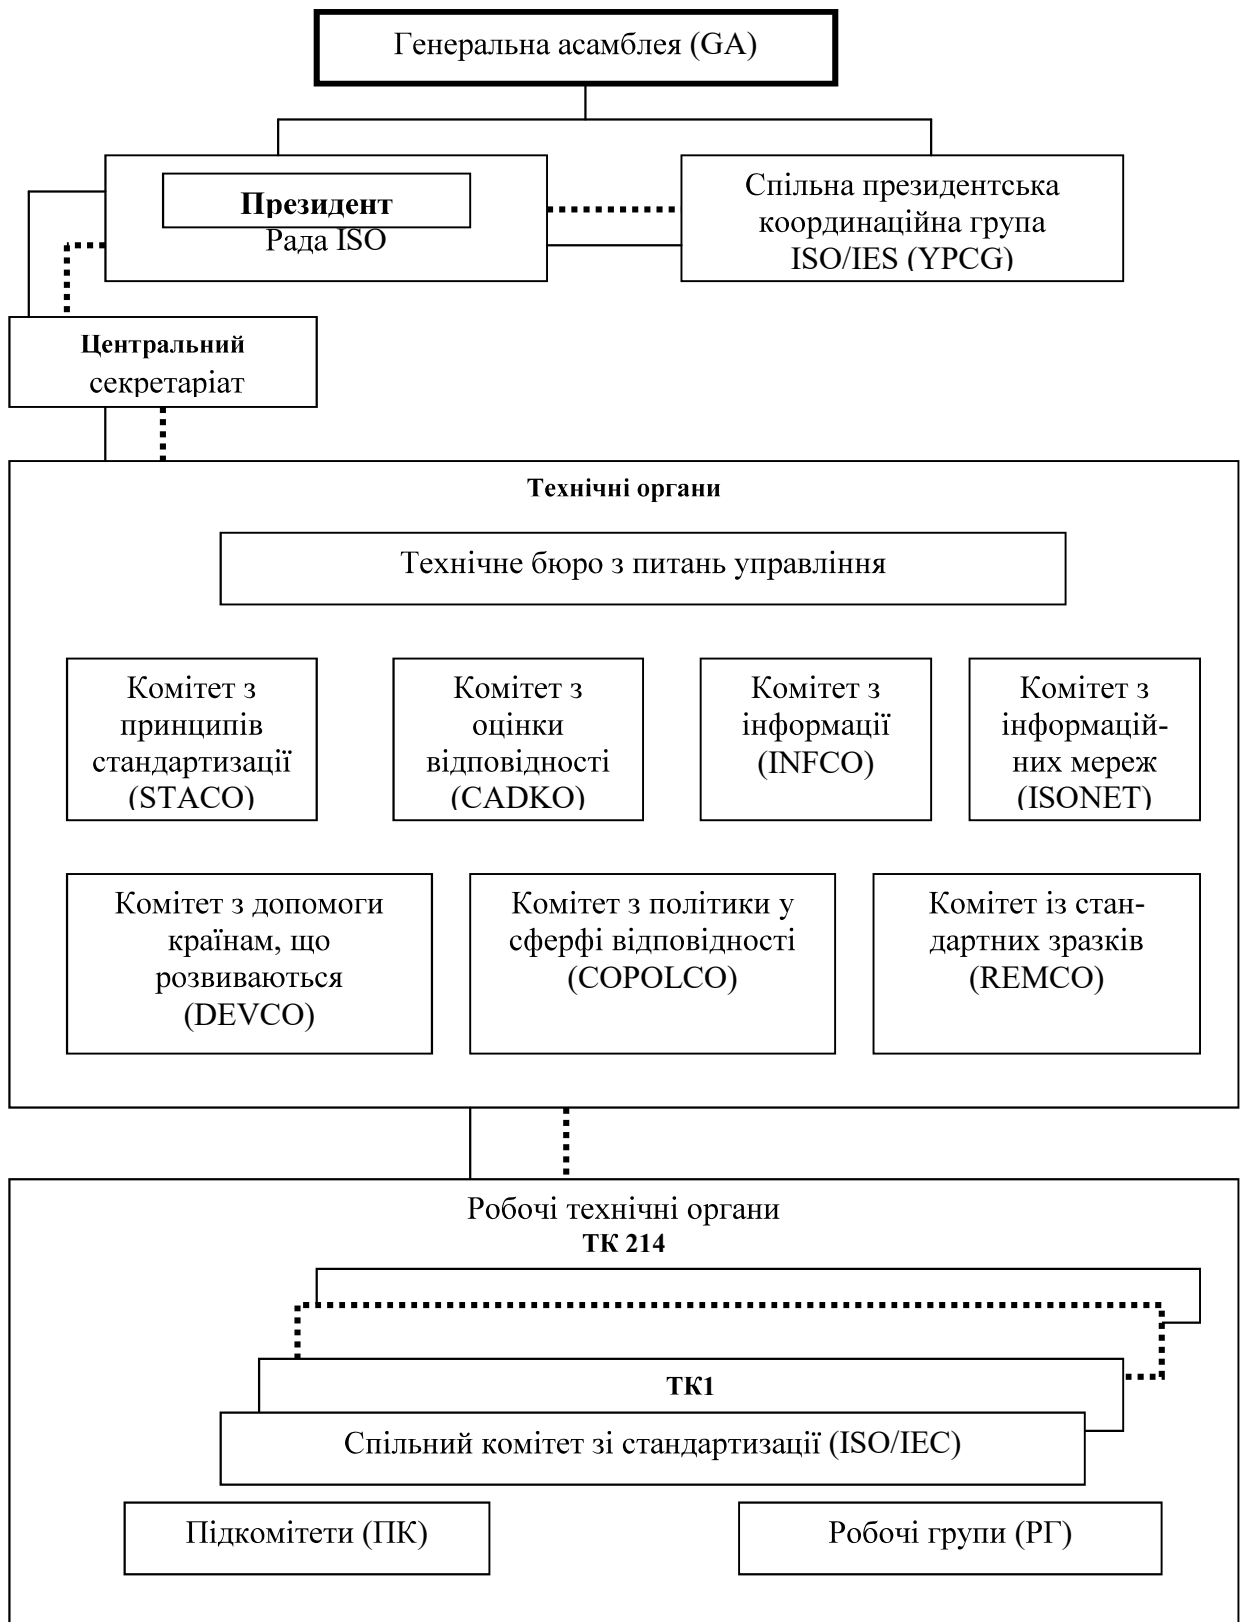 Генеральна асамблея (GA)
Президент
Рада ISO
Спільна президентська
координаційна група
ISO/IES (YPCG)
Центральний
секретаріат
Технічні органи
Технічне бюро з питань управління
Комітет з
принципів
стандартизації
(STACO)
Комітет з
оцінки
відповідності
(CADKO)
Комітет з
інформації
(INFCO)
Комітет з
інформацій-
них мереж
(ISONET)
Комітет з допомоги
країнам, що
розвиваються
(DEVCO)
Комітет з політики у
сферфі відповідності
(COPOLCO)
Комітет із стан-
дартних зразків
(REMCO)
Робочі технічні органи
ТК 214
ТК1
Спільний комітет зі стандартизації (ISO/IEC)
Підкомітети (ПК)
Робочі групи (РГ)